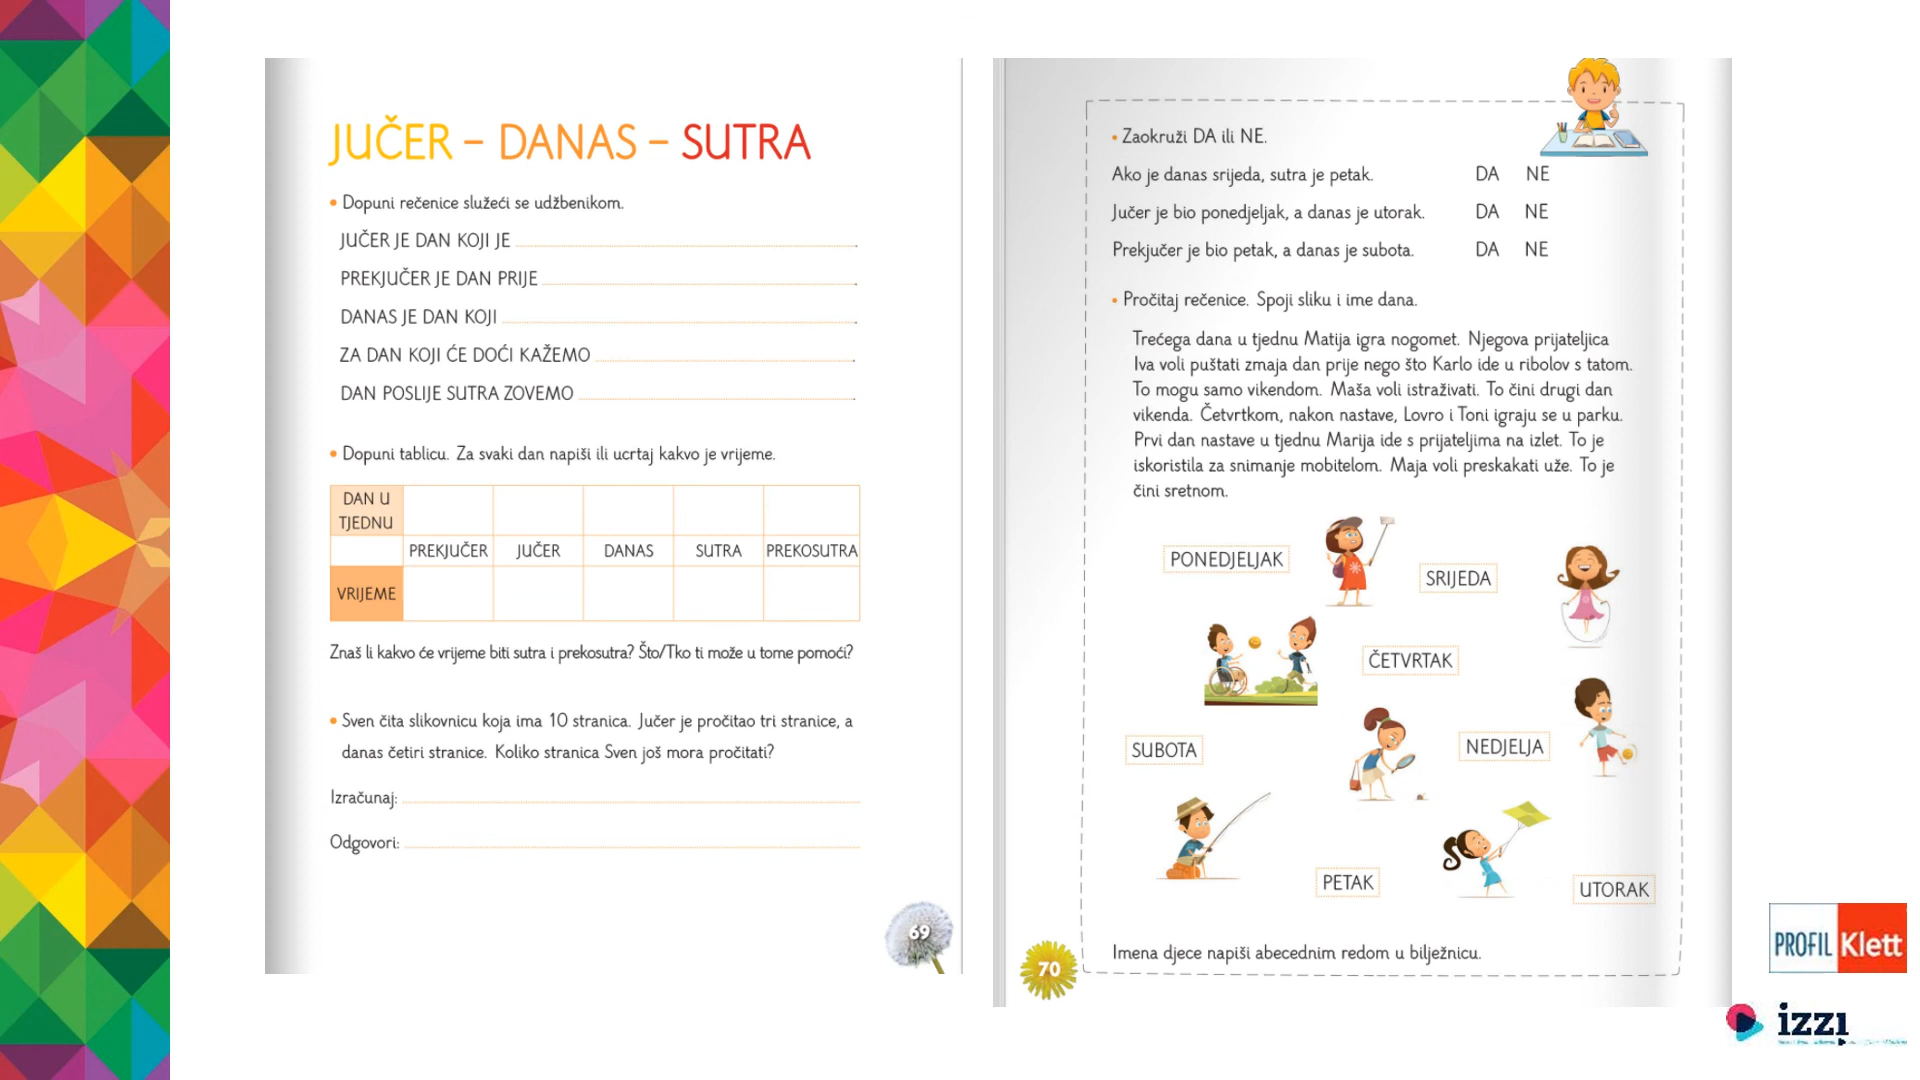 JUČER – DANAS – SUTRA
• Dopuni rečenice služeći se udžbenikom.
JUČER JE DAN KOJI JE .
PREKJUČER JE DAN PRIJE .
DANAS JE DAN KOJI .
ZA DAN KOJI ĆE DOĆI KAŽEMO .
DAN POSLIJE SUTRA ZOVEMO .
• Dopuni tablicu. Za svaki dan napiši ili ucrtaj kakvo je vrijeme.
DAN U
TJEDNU
PREKJUČER JUČER DANAS SUTRA PREKOSUTRA
VRIJEME
Znaš li kakvo će vrijeme biti sutra i prekosutra? Što/Tko ti može u tome pomoći?
• Sven čita slikovnicu koja ima 10 stranica. Jučer je pročitao tri stranice, a
danas četiri stranice. Koliko stranica Sven još mora pročitati?
Izračunaj:
Odgovori:
69
• Zaokruži DA ili NE.
Ako je danas srijeda, sutra je petak. DA NE
Jučer je bio ponedjeljak, a danas je utorak. DA NE
Prekjučer je bio petak, a danas je subota. DA NE
• Pročitaj rečenice. Spoji sliku i ime dana.
Trećega dana u tjednu Matija igra nogomet. Njegova prijateljica
Iva voli puštati zmaja dan prije nego što Karlo ide u ribolov s tatom.
To mogu samo vikendom. Maša voli istraživati. To čini drugi dan
vikenda. Četvrtkom, nakon nastave, Lovro i Toni igraju se u parku.
Prvi dan nastave u tjednu Marija ide s prijateljima na izlet. To je
iskoristila za snimanje mobitelom. Maja voli preskakati uže. To je
čini sretnom.
PONEDJELJAK
SRIJEDA
ČETVRTAK
SUBOTA
NEDJELJA
PETAK
UTORAK
Imena djece napiši abecednim redom u bilježnicu.
70
PROFIL Klett
izzi